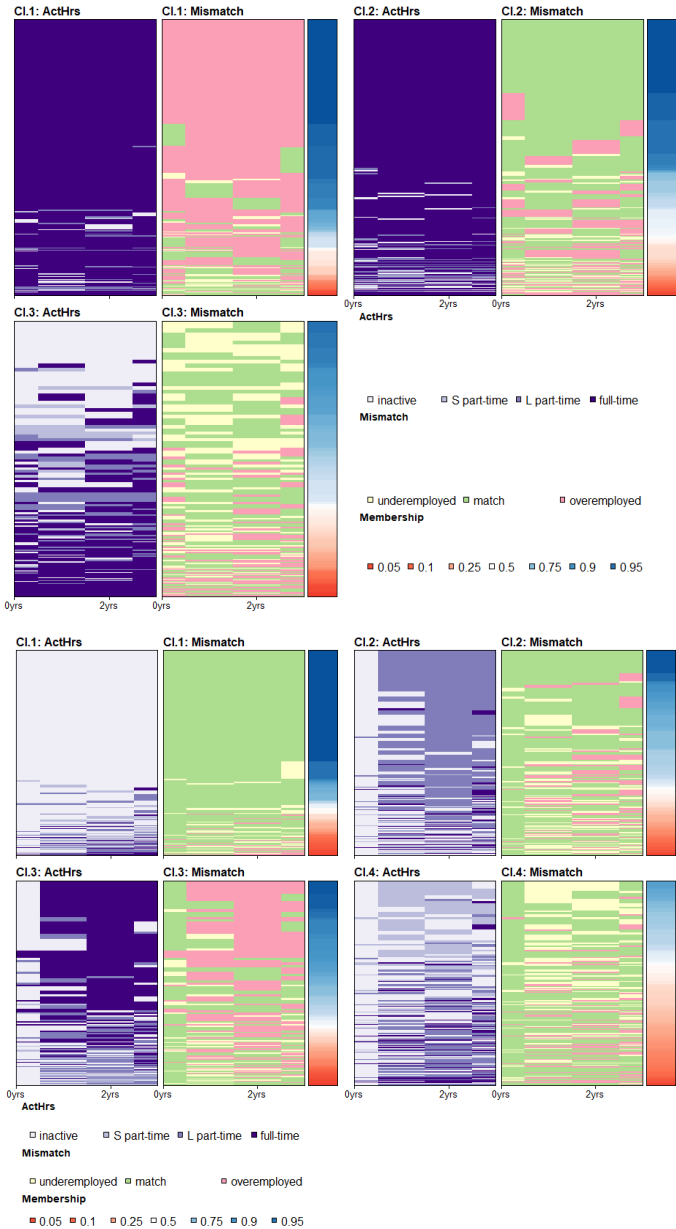 Cl.1: ActHrs Cl.1: Mismatch Cl.2: ActHrs Cl.2: Mismatch
0yrs 2yrs
Cl.3: ActHrs Cl.3: Mismatch
ActHrs
inactive S part-time L part-time full-time
Mismatch
underemployed match overemployed
Membership
0.05 0.1 0.25 0.5 0.75 0.9 0.95
0yrs 2yrs 2yrs
Cl.1: ActHrs Cl.1: Mismatch Cl.2: ActHrs Cl.2: Mismatch
Cl.3: ActHrs Cl.3: Mismatch Cl.4: ActHrs Cl.4: Mismatch
0yrs 2yrs 2yrs 0yrs 2yrs 2yrs
ActHrs
inactive S part-time L part-time full-time
Mismatch
underemployed match overemployed
Membership
0.05 0.1 0.25 0.5 0.75 0.9 0.95